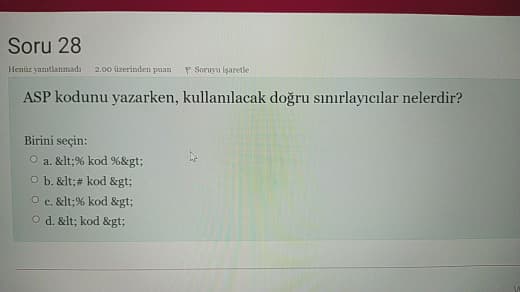 Soru 28
Henüz yanıtlanmadı 2.00 üzerinden puan Soruyu işaretle
ASP kodunu yazarken, kullanılacak doğru sınırlayıcılar nelerdir?
Birini seçin:
a. &lt;% kod %&gt;
b. &lt;# kod &gt;
c. &lt;% kod &gt;
d. &lt; kod &gt;